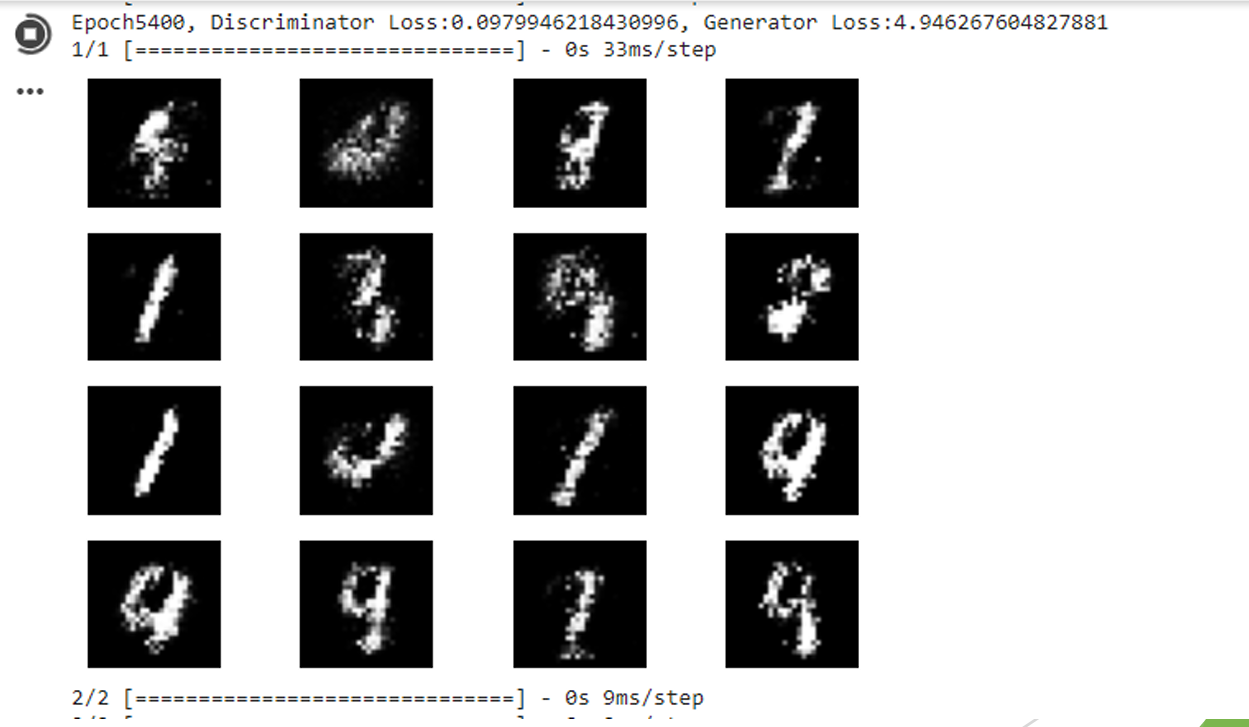 Epoch5400, Discriminator Loss:0.0979946218430996, Generator Loss:4.946267604827881
1/1 [==============================] - 0s 33ms/step
2/2 [==============================] - 0s 9ms/step